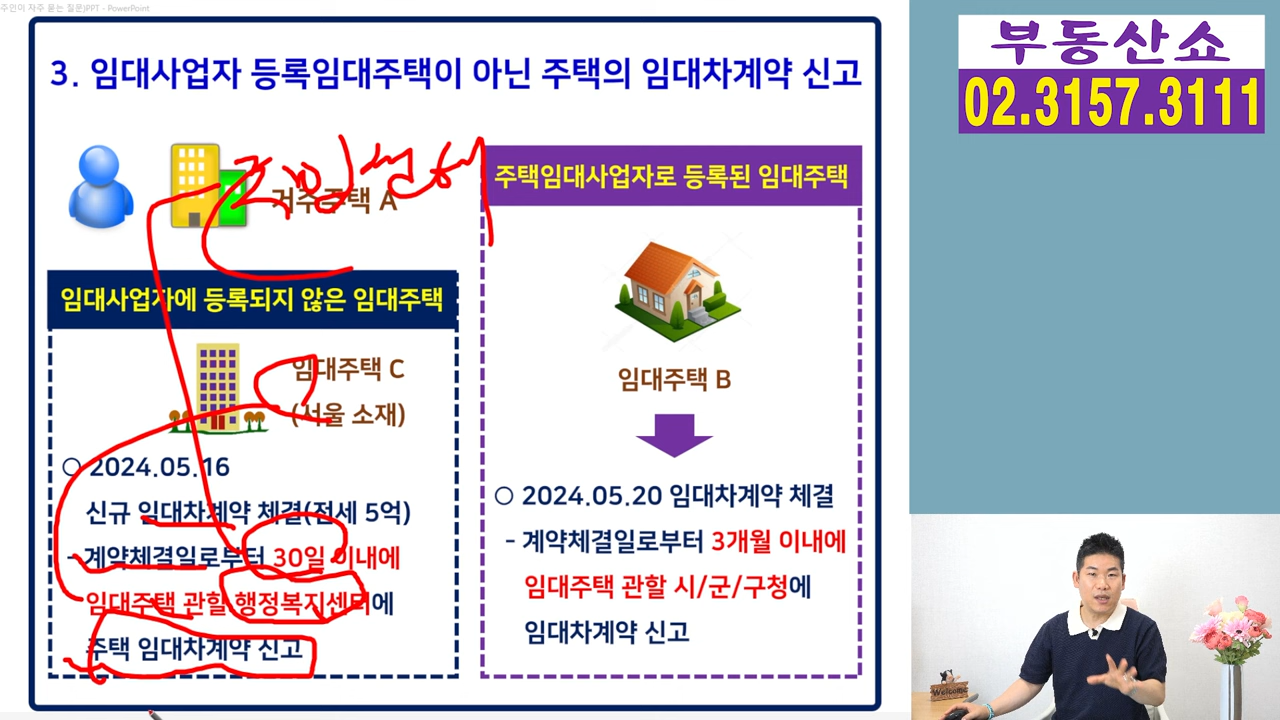 주인이 자주 묻는 질문)PPT - PowerPoint
부동산쇼
02.3157.3111
3. 임대사업자 등록임대주택이 아닌 주택의 임대차계약 신고
거주주택 A
임대사업자에 등록되지 않은 임대주택
임대주택 C
(서울 소재)
○ 2024.05.16
신규 임대차계약 체결(전세 5억)
- 계약체결일로부터 30일 이내에
임대주택 관할 행정복지센터에
주택 임대차계약 신고
주택임대사업자로 등록된 임대주택
임대주택 B
○ 2024.05.20 임대차계약 체결
- 계약체결일로부터 3개월 이내에
임대주택 관할 시/군/구청에
임대차계약 신고
Welcome